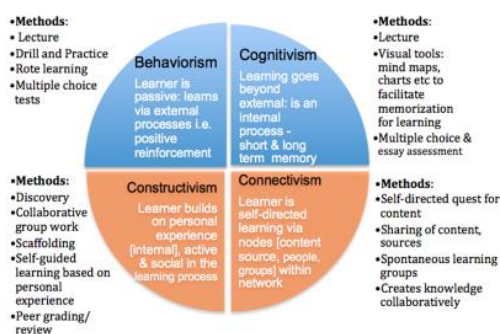 •Methods:
• Lecture
•Drill and Practice
•Rote learning
•Multiple choice
tests
Behaviorism
Learner is
passive: learns
via external
processes i.e.
positive
reinforcement
Cognitivism
Learning goes
beyond
external: is an
internal
process -
short & long
term memory
•Methods:
•Lecture
•Visual tools:
mind maps,
charts etc to
facilitate
memorization
for learning
•Multiple choice &
essay assessment
•Methods:
•Discovery
•Collaborative
group work
•Scaffolding
•Self-guided
learning based on
personal
experience
•Peer grading/
review
Constructivism
Learner builds
on personal
experience
[internal], active
& social in the
learning process
Connectivism
Learner is
self-directed
learning via
nodes [content
source, people,
groups] within
network
•Methods:
•Self-directed quest for
content
•Sharing of content,
sources
•Spontaneous learning
groups
•Creates knowledge
collaboratively